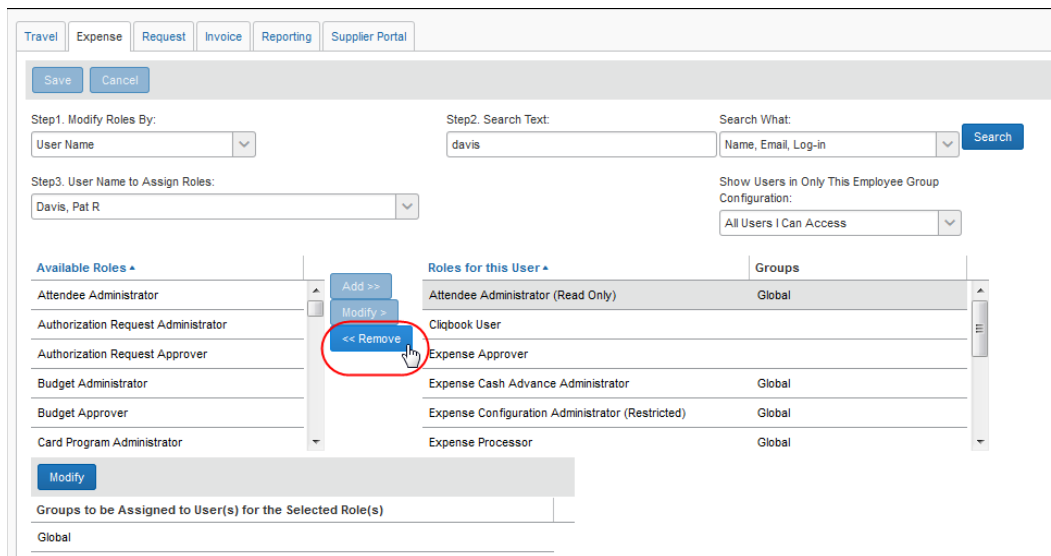 Travel Expense Request Invoice Reporting Supplier Portal
Save Cancel
Step1. Modify Roles By: Step2. Search Text: Search What:
User Name davis Name, Email, Log-in Search
Step3. User Name to Assign Roles: Show Users in Only This Employee Group
Configuration:
Davis, Pat R All Users I Can Access
Available Roles Roles for this User Groups
Add >>
Attendee Administrator Attendee Administrator (Read Only) Global
Modify >
Authorization Request Administrator Cliqbook User
<< Remove
Authorization Request Approver Expense Approver
Budget Administrator Expense Cash Advance Administrator Global
Budget Approver Expense Configuration Administrator (Restricted) Global
Card Program Administrator Expense Processor Global
Modify
Groups to be Assigned to User(s) for the Selected Role(s)
Global